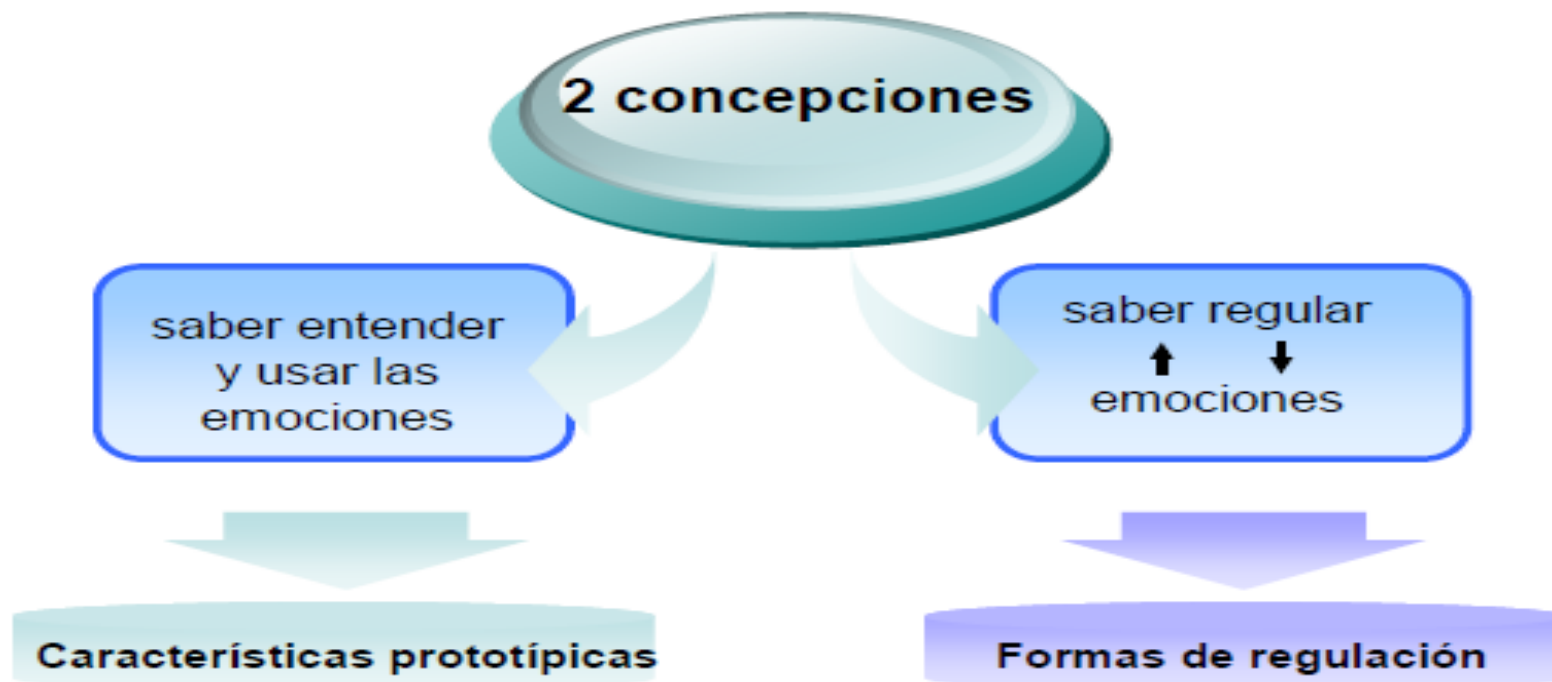 2 concepciones
saber entender
y usar las
emociones
saber regular
emociones
Características prototípicas
Formas de regulación